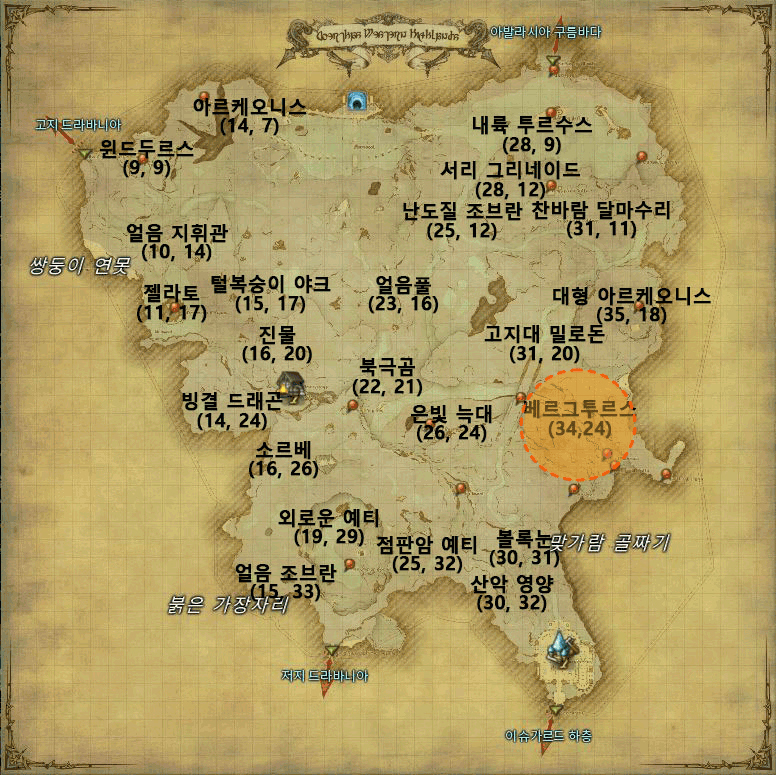 Coerthas Western Highlands
아발라시아 구름바다
고지 드라바니아
아르케오니스
(14, 7)
윈드두르스
(9, 9)
내륙 투르수스
(28, 9)
서리 그리네이드
(28, 12)
난도질 조브란
(25, 12)
찬바람 달마수리
(31, 11)
얼음 지휘관
(10, 14)
쌍둥이 연못
젤라토
(11, 17)
털복숭이 야크
(15, 17)
얼음풀
(23, 16)
대형 아르케오니스
(35, 18)
진물
(16, 20)
고지대 밀로돈
(31, 20)
북극곰
(22, 21)
빙결 드래곤
(14, 24)
은빛 늑대
(26, 24)
베르그투르스
(34,24)
소르베
(16, 26)
외로운 예티
(19, 29)
점판암 예티
(25, 32)
볼록눈
(30, 31)
맞가람 골짜기
얼음 조브란
(15, 33)
붉은 가장자리
산악 영양
(30, 32)
저지 드라바니아
이슈가르드 하층